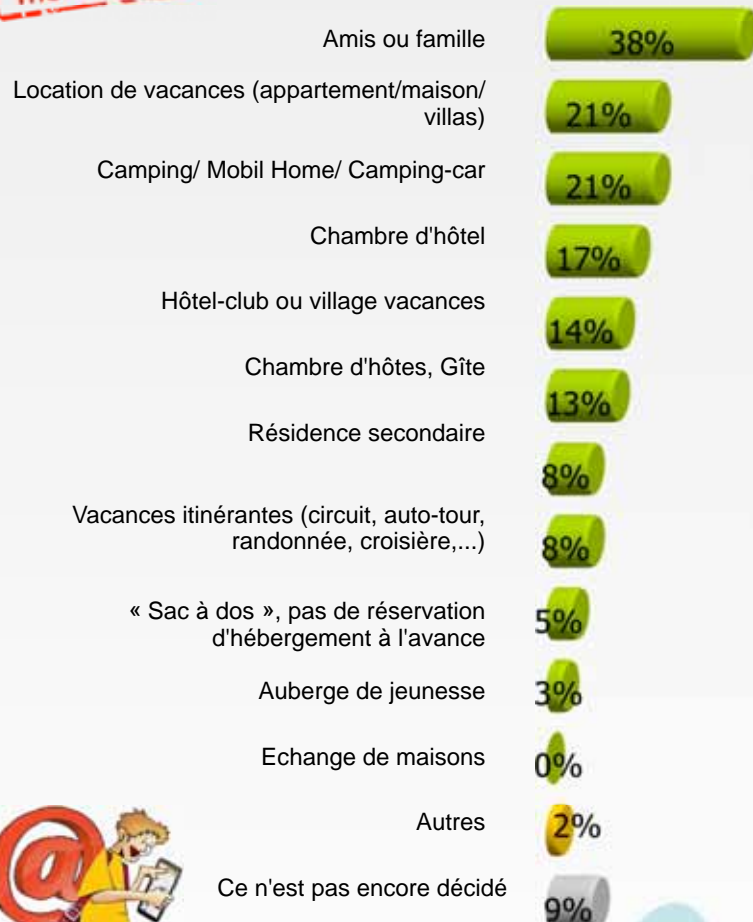 Amis ou famille 38%
Location de vacances (appartement/maison/
villas) 21%
Camping/ Mobil Home/ Camping-car 21%
Chambre d'hôtel 17%
Hôtel-club ou village vacances 14%
Chambre d'hôtes, Gîte 13%
Résidence secondaire 8%
Vacances itinérantes (circuit, auto-tour,
randonnée, croisière,...) 8%
« Sac à dos », pas de réservation
d'hébergement à l'avance 5%
Auberge de jeunesse 3%
Echange de maisons 0%
Autres 2%
Ce n'est pas encore décidé 9%
@